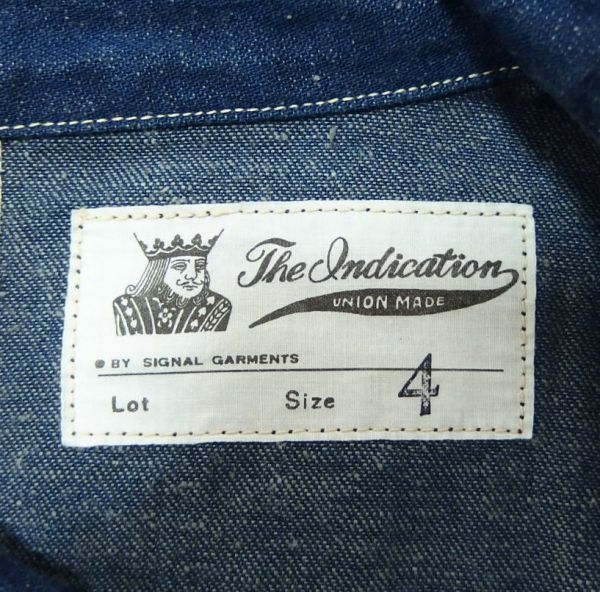 The Indication
UNION MADE
BY SIGNAL GARMENTS
Lot Size 4